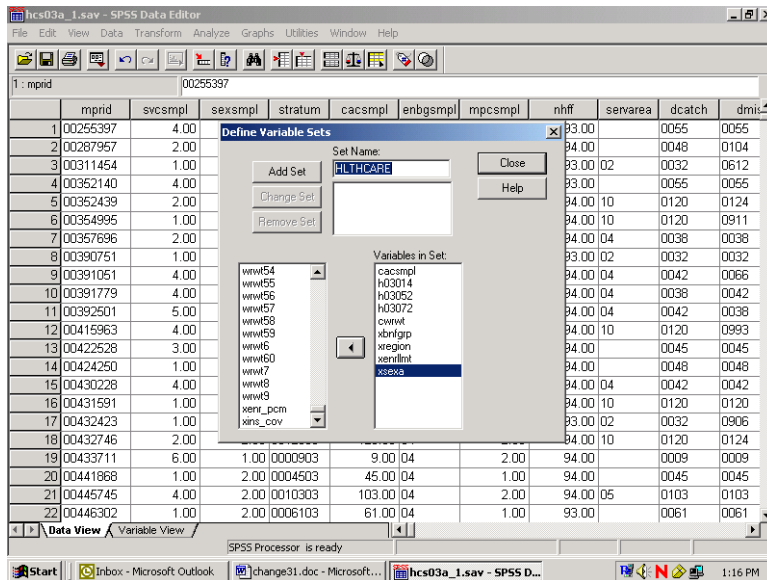 hcs03a_1.sav - SPSS Data Editor
File Edit View Data Transform Analyze Graphs Utilities Window Help
1 : mprid 00255397
mprid svcsmpl sexsmpl stratum cacsmpl enbgsmpl mpcsmpl nhff servarea dcatch dmis
1 00255397 4.00 93.00 0055 0055
2 00287957 2.00 94.00 0048 0104
3 00311454 1.00 93.00 02 0032 0612
4 00352140 4.00 93.00 0055 0055
5 00352439 2.00 94.00 10 0120 0124
6 00354995 1.00 94.00 10 0120 0911
7 00357696 2.00 94.00 04 0038 0038
8 00390751 1.00 93.00 02 0032 0032
9 00391051 4.00 94.00 04 0042 0066
10 00391779 4.00 94.00 04 0038 0042
11 00392501 5.00 94.00 04 0042 0038
12 00415963 4.00 94.00 10 0120 0993
13 00422528 3.00 94.00 0045 0045
14 00424250 1.00 94.00 0048 0048
15 00430228 4.00 94.00 04 0042 0042
16 00431591 1.00 94.00 10 0120 0120
17 00432423 1.00 93.00 02 0032 0906
18 00432746 2.00 94.00 10 0120 0124
19 00433711 6.00 1.00 0000903 9.00 04 2.00 94.00 0009 0009
20 00441868 1.00 2.00 0004503 45.00 04 1.00 94.00 0045 0045
21 00445745 4.00 2.00 0010303 103.00 04 2.00 94.00 05 0103 0103
22 00446302 1.00 2.00 0006103 61.00 04 1.00 93.00 0061 0061
Define Variable Sets
Set Name:
HLTHCARE
Add Set
Change Set
Remove Set
Close
Help
Variables in Set:
wrwt54
wrwt55
wrwt56
wrwt57
wrwt58
wrwt59
wrwt6
wrwt60
wrwt7
wrwt8
wrwt9
xenr_pcm
xins_cov
cacsmpl
h03014
h03052
h03072
cwrwt
xbnfgrp
xregion
xenrllmt
xsexa
Data View Variable View
SPSS Processor is ready
Start Inbox - Microsoft Outlook change31.doc - Microsoft... hcs03a_1.sav - SPSS D... 1:16 PM